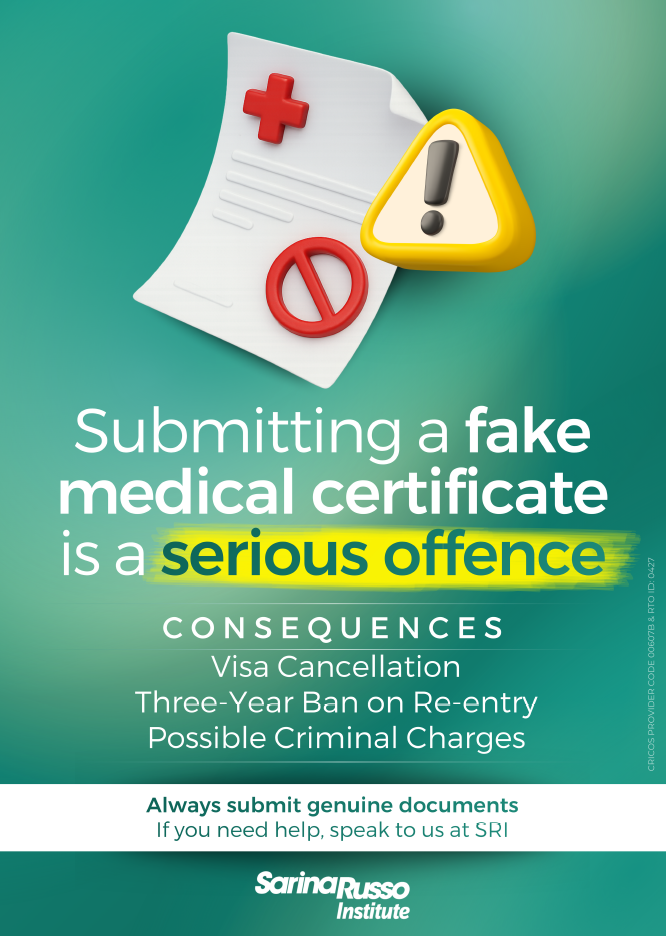 Submitting a fake
medical certificate
is a serious offence
CONSEQUENCES
Visa Cancellation
Three-Year Ban on Re-entry
Possible Criminal Charges
Always submit genuine documents
If you need help, speak to us at SRI
Sarina Russo
Institute
CRICOS PROVIDER CODE 00607B & RTO ID: 0427